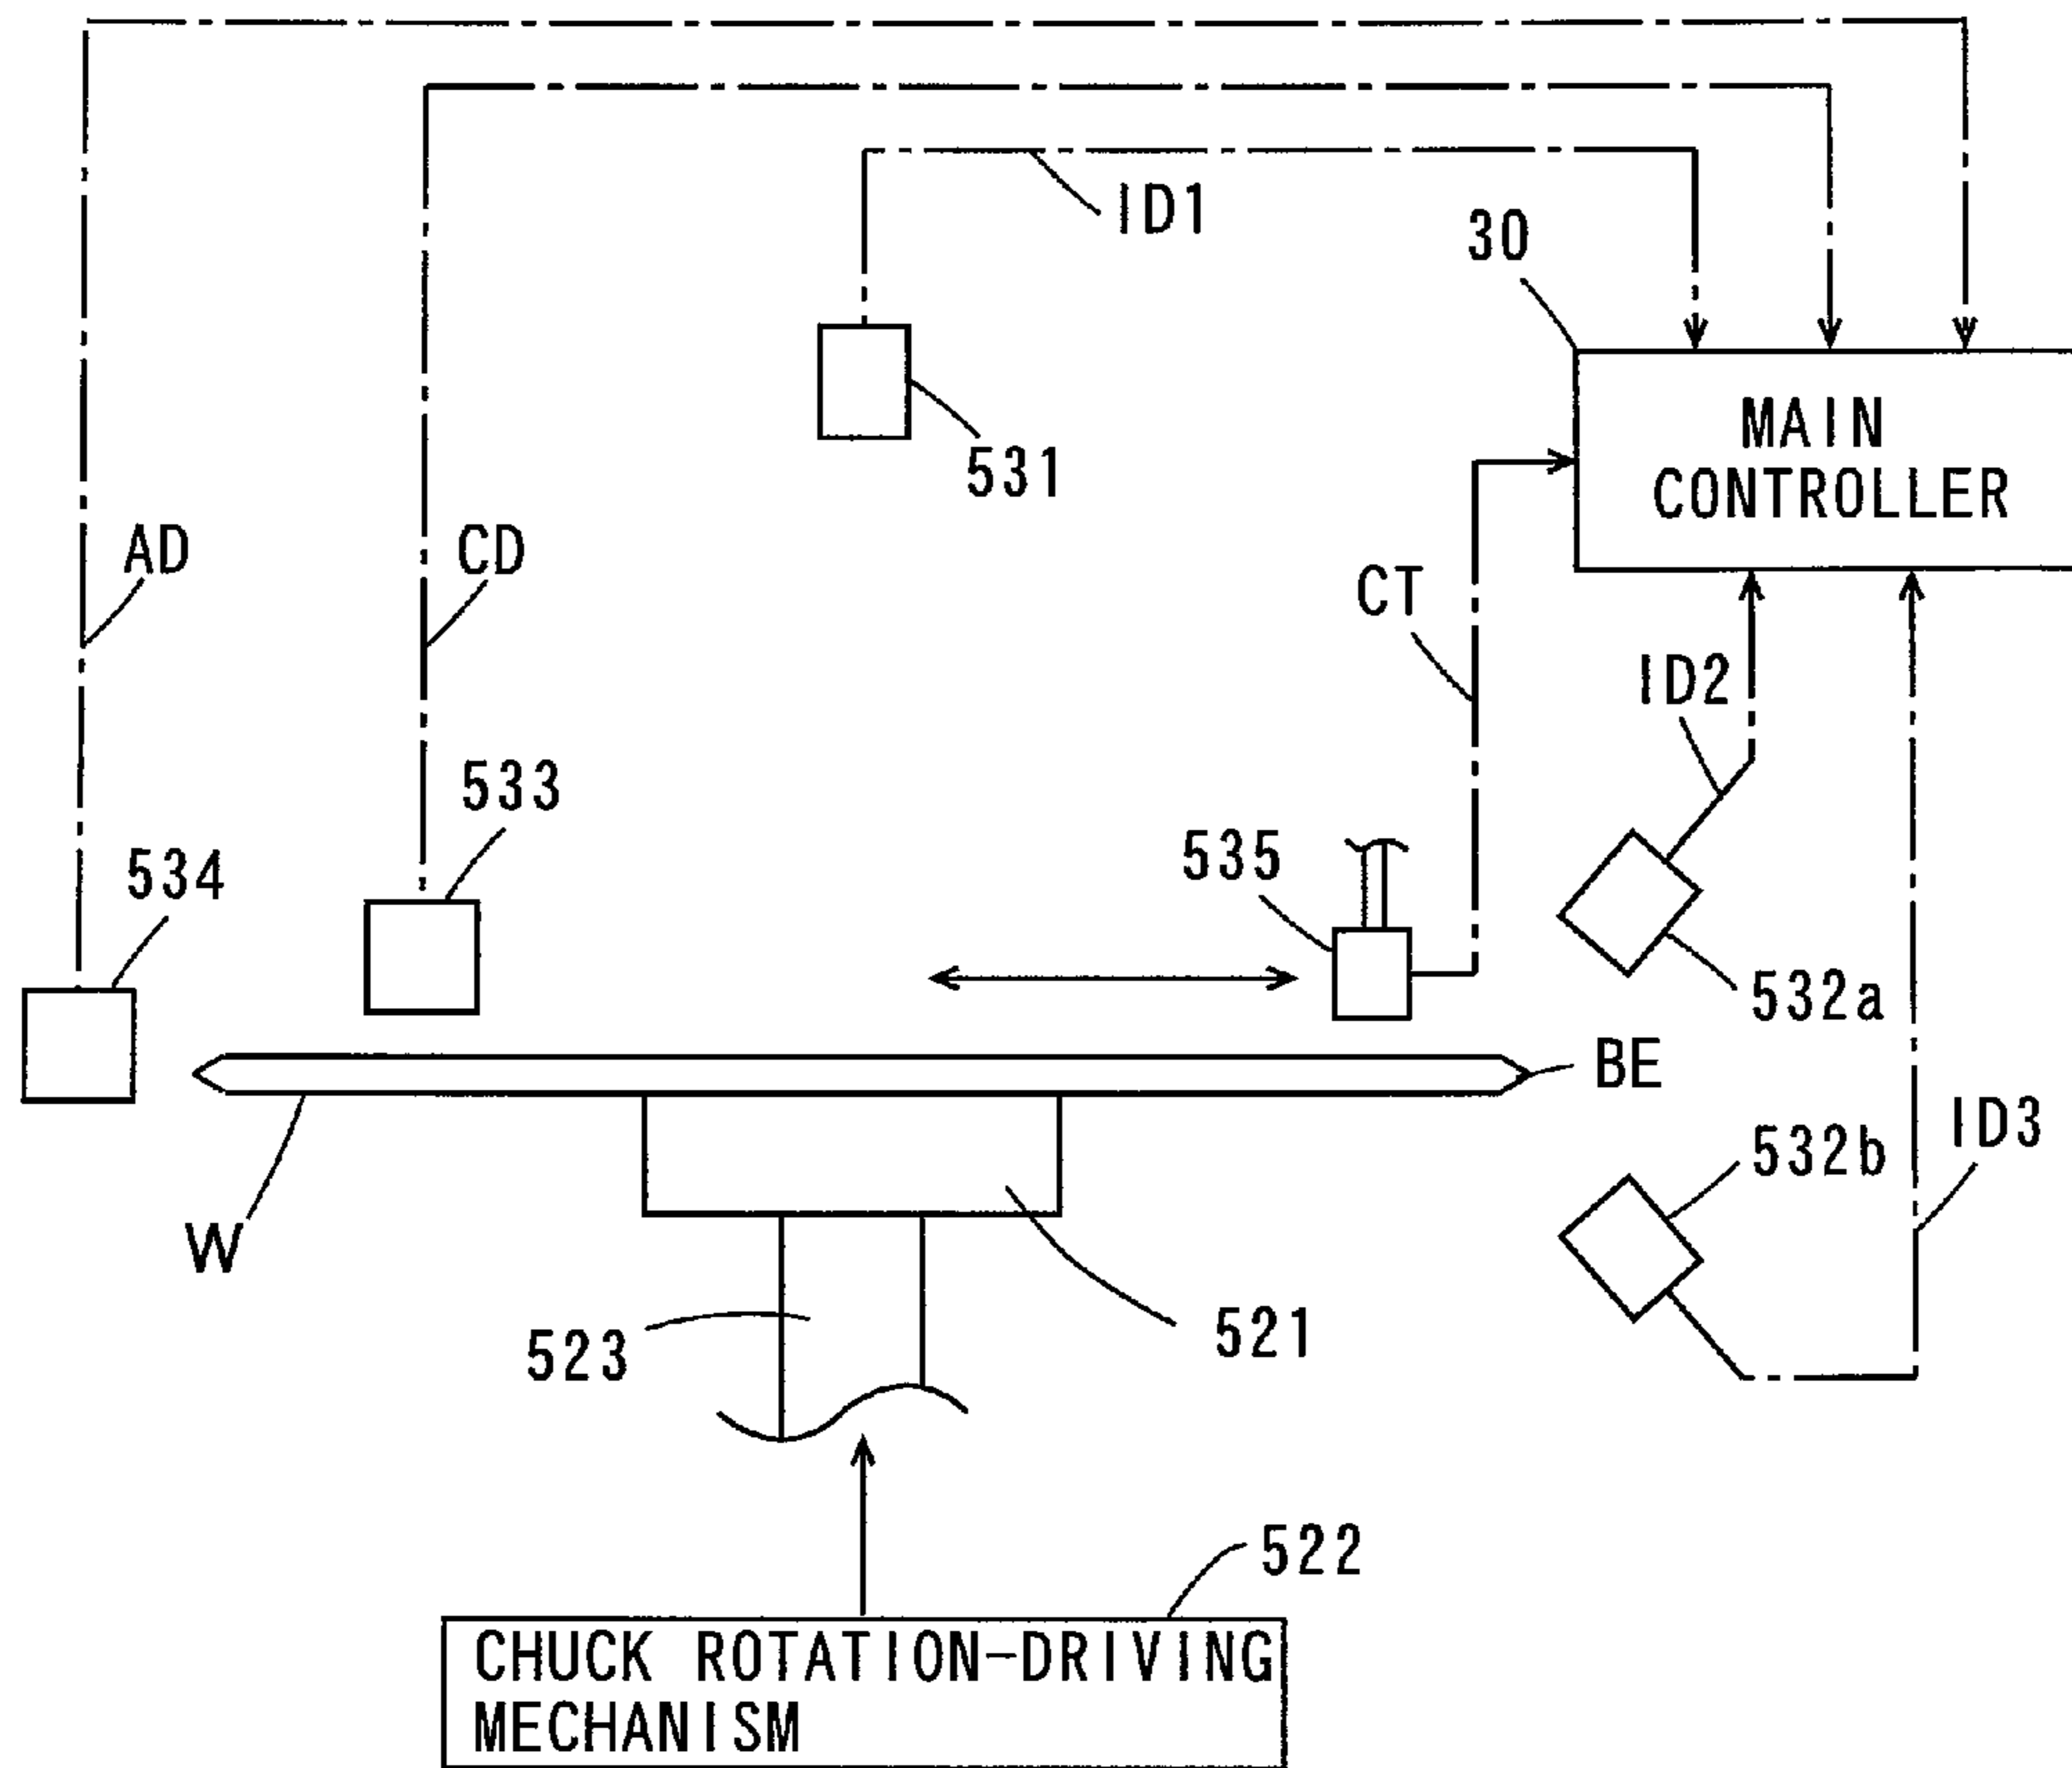 ID1
30
531
MAIN
CONTROLLER
AD
CD
CT
ID2
533
535
534
532a
BE
ID3
532b
W
523
521
522
CHUCK ROTATION-DRIVING
MECHANISM